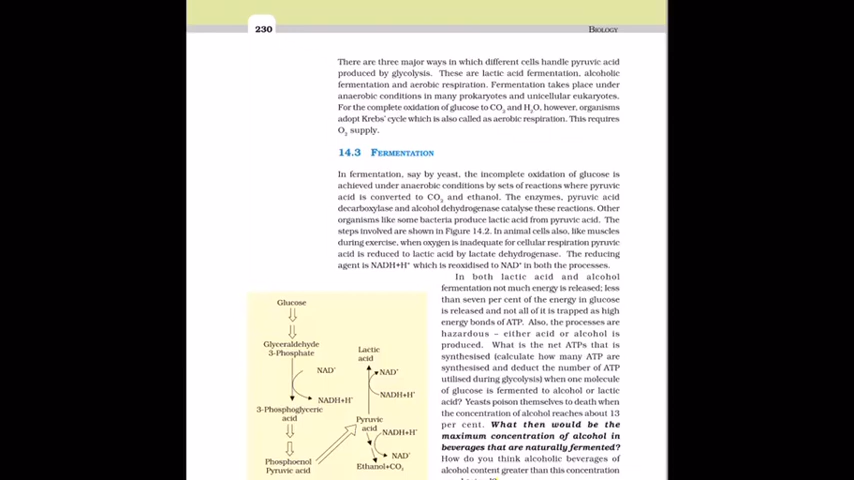 230
BIOLOGY
There are three major ways in which different cells handle pyruvic acid
produced by glycolysis. These are lactic acid fermentation, alcoholic
fermentation and aerobic respiration. Fermentation takes place under
anaerobic conditions in many prokaryotes and unicellular eukaryotes.
For the complete oxidation of glucose to CO2 and H2O, however, organisms
adopt Krebs' cycle which is also called as aerobic respiration. This requires
O2 supply.
14.3 FERMENTATION
In fermentation, say by yeast, the incomplete oxidation of glucose is
achieved under anaerobic conditions by sets of reactions where pyruvic
acid is converted to CO2 and ethanol. The enzymes, pyruvic acid
decarboxylase and alcohol dehydrogenase catalyse these reactions. Other
organisms like some bacteria produce lactic acid from pyruvic acid. The
steps involved are shown in Figure 14.2. In animal cells also, like muscles
during exercise, when oxygen is inadequate for cellular respiration pyruvic
acid is reduced to lactic acid by lactate dehydrogenase. The reducing
agent is NADH+H+ which is reoxidised to NAD+ in both the processes.
In both lactic acid and alcohol
fermentation not much energy is released; less
than seven per cent of the energy in glucose
is released and not all of it is trapped as high
energy bonds of ATP. Also, the processes are
hazardous – either acid or alcohol is
produced. What is the net ATPs that is
synthesised (calculate how many ATP are
synthesised and deduct the number of ATP
utilised during glycolysis) when one molecule
of glucose is fermented to alcohol or lactic
acid? Yeasts poison themselves to death when
the concentration of alcohol reaches about 13
per cent. What then would be the
maximum concentration of alcohol in
beverages that are naturally fermented?
How do you think alcoholic beverages of
alcohol content greater than this concentration
Glucose
Glyceraldehyde
3-Phosphate
NAD+
NADH+H+
3-Phosphoglyceric
acid
Phosphoenol
Pyruvic acid
Lactic
acid
NAD+
NADH+H+
Pyruvic
acid
NADH+H+
NAD+
Ethanol+CO2